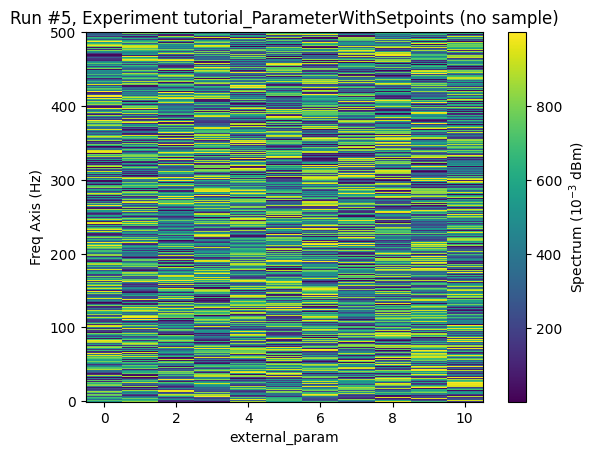 Run #5, Experiment tutorial_ParameterWithSetpoints (no sample)
500
400
300
200
100
0
Freq Axis (Hz)
0 2 4 6 8 10
external_param
800
600
400
200
Spectrum (10⁻³ dBm)